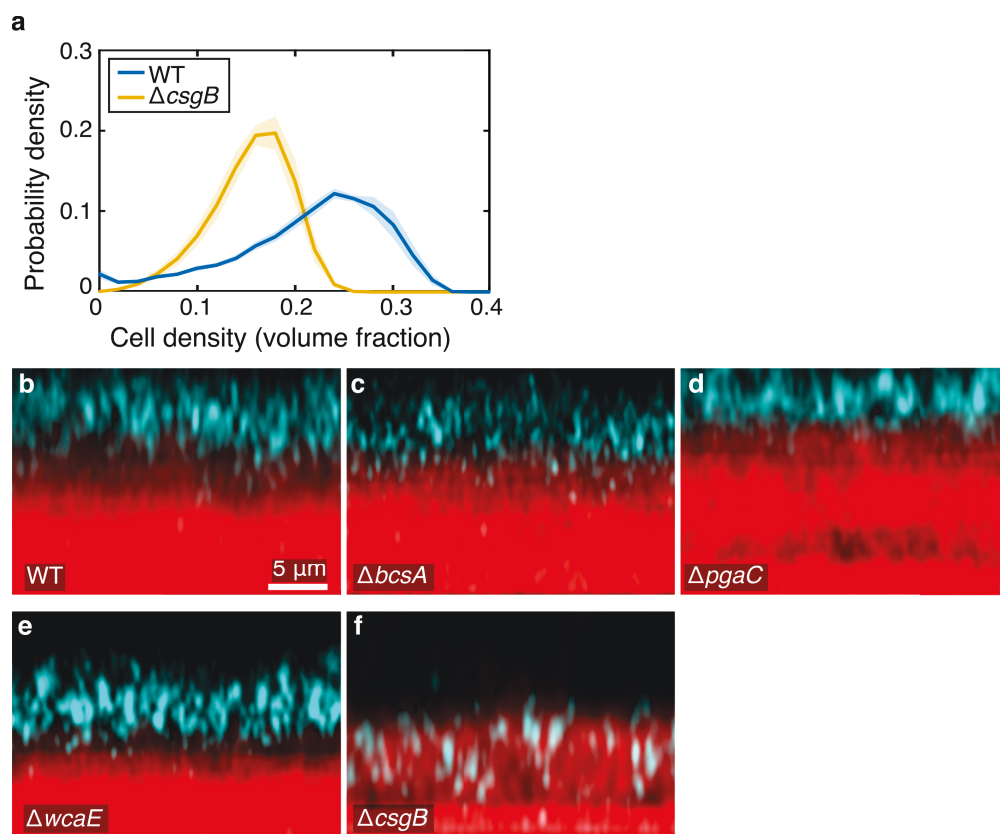 a
0.3
0.2
0.1
0
Probability density
WT
ΔcsgB
0 0.1 0.2 0.3 0.4
Cell density (volume fraction)
b
WT
5 µm
c
ΔbcsA
d
ΔpgaC
e
ΔwcaE
f
ΔcsgB